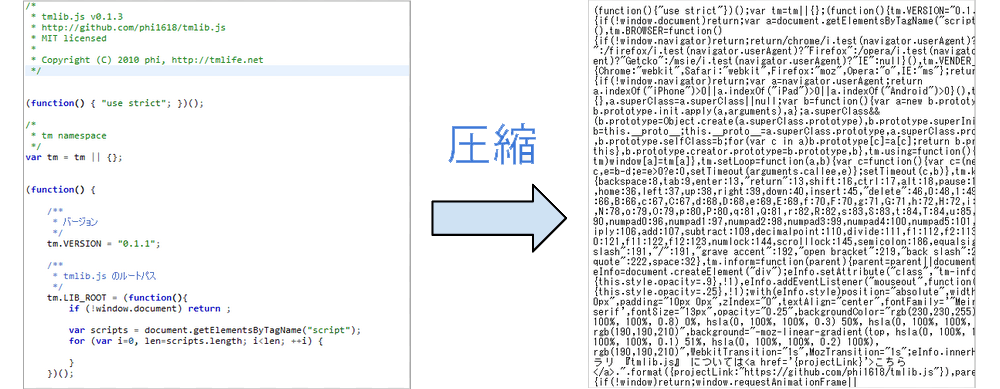 /*
 * tmlib.js v0.1.3
 * http://github.com/phi1618/tmlib.js
 * MIT licensed
 *
 * Copyright (C) 2010 phi, http://tmlife.net
 */
(function() { "use strict"; })();
/*
 * tm namespace
 */
var tm = tm || {};
(function() {
/**
 * バージョン
 */
tm.VERSION = "0.1.1";
/**
 * tmlib.js のルートパス
 */
tm.LIB_ROOT = (function(){
if (!window.document) return ;
var scripts = document.getElementsByTagName("script");
for (var i=0, len=scripts.length; i<len; ++i) {
}
})();
圧縮
(function(){"use strict"})();var tm=tm||{};(function(){tm.VERSION="0.1.
{if(!window.document)return;var a=document.getElementsByTagName("scrip
(),tm.BROWSER=function()
{if(!window.navigator)return;return/chrome/i.test(navigator.userAgent)?
":/firefox/i.test(navigator.userAgent)?"Firefox":/opera/i.test(navigato
ent)?"Getcko":/msie/i.test(navigator.userAgent)?"IE":null}(),tm.VENDER_
{Chrome:"webkit",Safari:"webkit",Firefox:"moz",Opera:"o",IE:"ms"};return
{if(!window.navigator)return;var a=navigator.userAgent;return
a.indexOf("iPhone")>0||a.indexOf("iPad")>0||a.indexOf("Android")>0}(),t
{},a.superClass=a.superClass||null;var b=function(){var a=new b.prototy
b.prototype.init.apply(a,arguments),a};a.superClass&&
(b.prototype=Object.create(a.superClass.prototype),b.prototype.superIni
b=this.__proto__;this.__proto__=a.superClass.prototype,a.superClass.pro
,b.prototype.selfClass=b;for(var c in a)b.prototype[c]=a[c];return b.pr
this},b.prototype.creator.prototype=b.prototype,b},tm.using=function(){
tm)window[a]=tm[a]},tm.setLoop=function(a,b){var c=function(){var c=(ne
c,e=b-d;e=e>0?e:0,setTimeout(arguments.callee,e)};setTimeout(c,b)},tm.k
{backspace:8,tab:9,enter:13,"return":13,shift:16,ctrl:17,alt:18,pause:1
,home:36,left:37,up:38,right:39,down:40,insert:45,"delete":46,0:48,1:49
:66,B:66,c:67,C:67,d:68,D:68,e:69,E:69,f:70,F:70,g:71,G:71,h:72,H:72,i:
N:78,o:79,O:79,p:80,P:80,q:81,Q:81,r:82,R:82,s:83,S:83,t:84,T:84,u:85,
90,numpad0:96,numpad1:97,numpad2:98,numpad3:99,numpad4:100,numpad5:101,
iply:106,add:107,subtract:109,decimalpoint:110,divide:111,f1:112,f2:113
0:121,f11:122,f12:123,numlock:144,scrolllock:145,semicolon:186,equalsig
slash":191,"/":191,"grave accent":192,"open bracket":219,"back slash":2
quote":222,space:32},tm.inform=function(parent){parent=parent||document
eInfo=document.createElement("div");eInfo.setAttribute("class","tm-info
{this.style.opacity=.9},!1),eInfo.addEventListener("mouseout",function(
{this.style.opacity=.25},!1);with(eInfo.style)position="absolute",width
0px",padding="10px 0px",zIndex="0",textAlign="center",fontFamily="'Meir
serif",fontSize="13px",opacity="0.25",backgroundColor="rgb(230,230,255)
100%, 100%, 0.8) 0%, hsla(0, 100%, 100%, 0.3) 50%, hsla(0, 100%, 100%,
rgb(190,190,210)",background="-moz-linear-gradient(top, hsla(0, 100%, 1
100%, 100%, 0.1) 51%, hsla(0, 100%, 100%, 0.2) 100%),
rgb(190,190,210)",WebkitTransition="1s",MozTransition="1s";eInfo.innerH
ラリ 『tmlib.js』 については<a href='{projectLink}'>こちら
</a>.".format({projectLink:"https://github.com/phi1618/tmlib.js"}),pare
{if(!window)return;window.requestAnimationFrame||